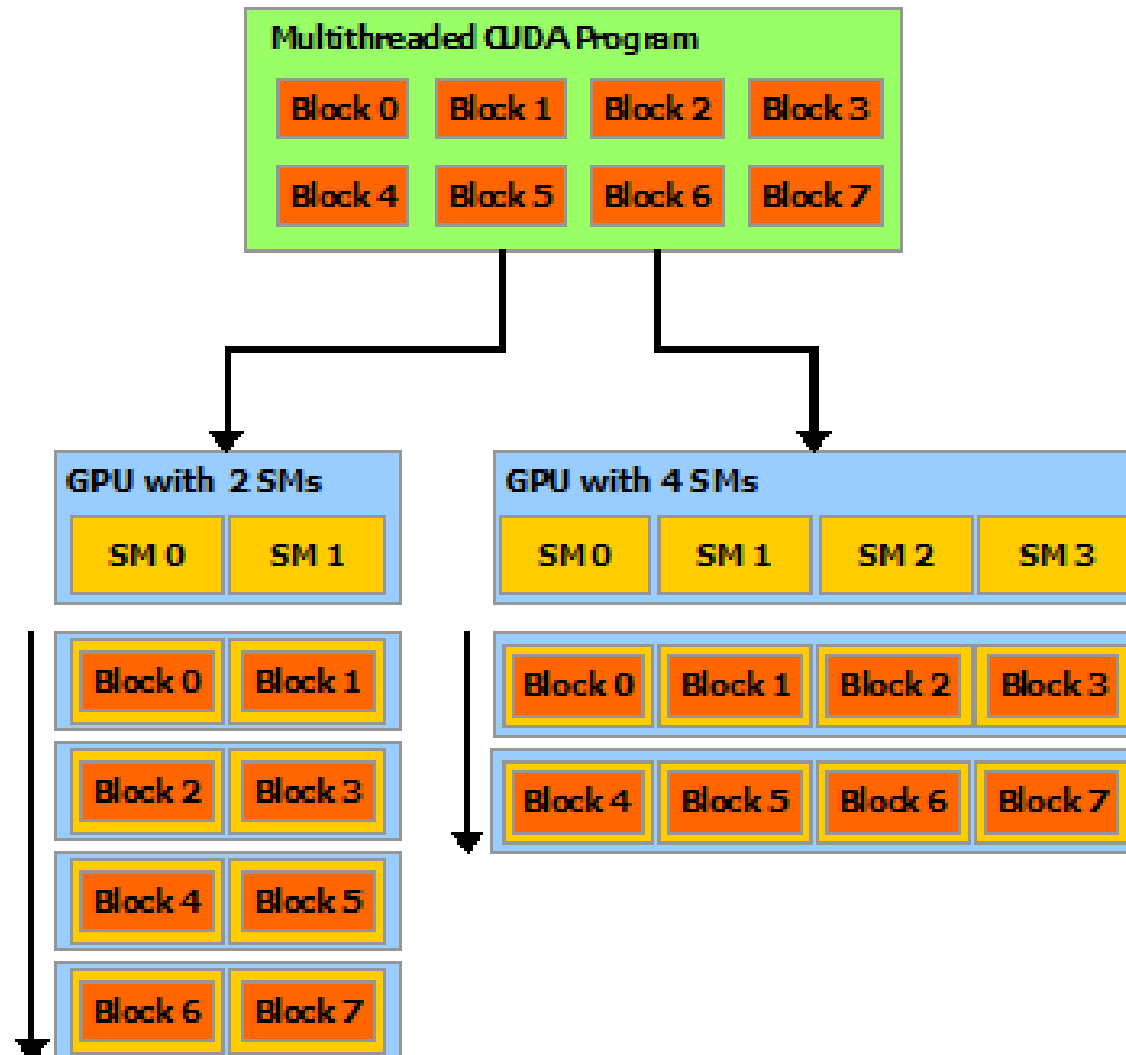 Multithreaded CUDA Program
Block 0 Block 1 Block 2 Block 3
Block 4 Block 5 Block 6 Block 7
GPU with 2 SMs
SM 0 SM 1
Block 0 Block 1
Block 2 Block 3
Block 4 Block 5
Block 6 Block 7
GPU with 4 SMs
SM 0 SM 1 SM 2 SM 3
Block 0 Block 1 Block 2 Block 3
Block 4 Block 5 Block 6 Block 7